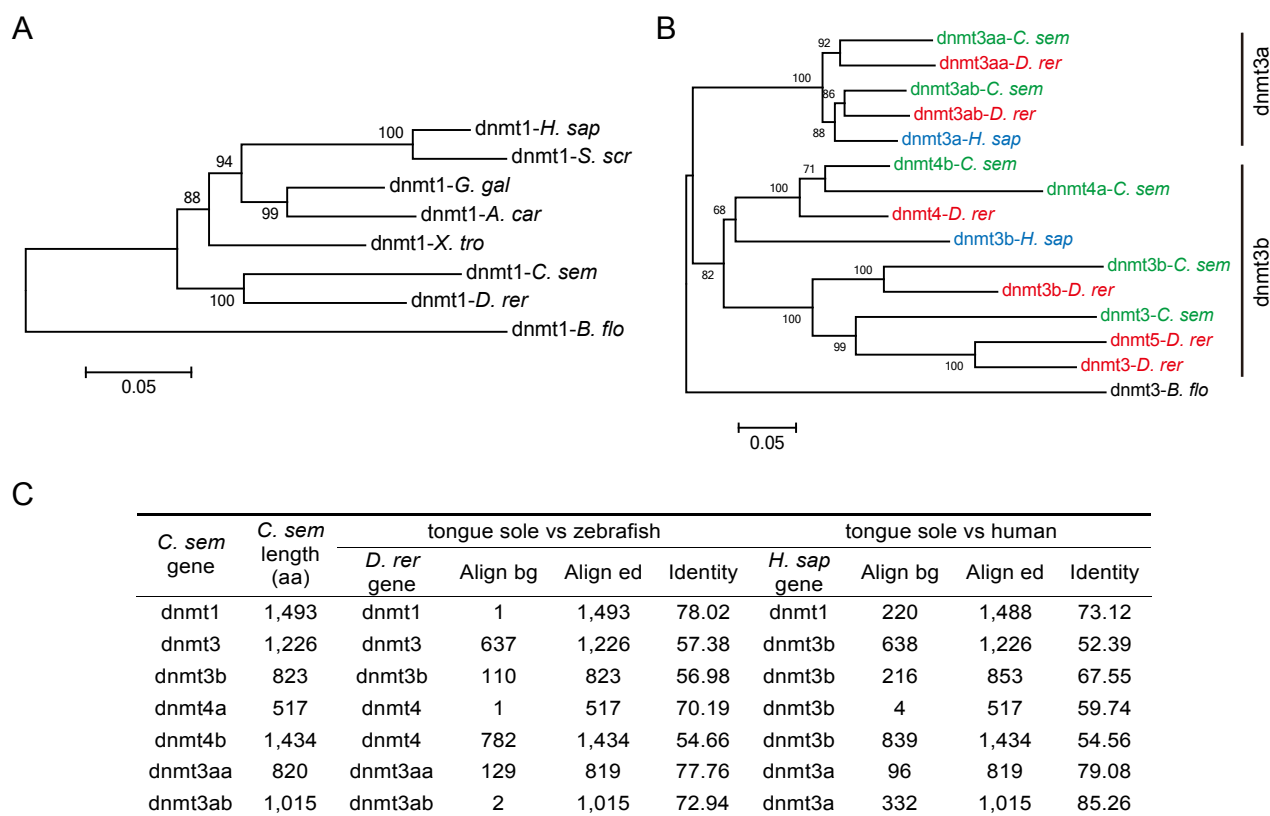 A
100
dnmt1-H. sap
dnmt1-S. scr
94
dnmt1-G. gal
99
dnmt1-A. car
88
dnmt1-X. tro
dnmt1-C. sem
100
dnmt1-D. rer
dnmt1-B. flo
0.05
B
92
dnmt3aa-C. sem
dnmt3aa-D. rer
100
86
dnmt3ab-C. sem
dnmt3ab-D. rer
88
dnmt3a-H. sap
dnmt3a
71
dnmt4b-C. sem
dnmt4a-C. sem
100
dnmt4-D. rer
68
dnmt3b-H. sap
82
100
dnmt3b-C. sem
dnmt3b-D. rer
100
dnmt3-C. sem
99
dnmt5-D. rer
100
dnmt3-D. rer
dnmt3b
dnmt3-B. flo
0.05
C
C. sem gene C. sem length (aa) tongue sole vs zebrafish tongue sole vs human
D. rer gene Align bg Align ed Identity H. sap gene Align bg Align ed Identity
dnmt1 1,493 dnmt1 1 1,493 78.02 dnmt1 220 1,488 73.12
dnmt3 1,226 dnmt3 637 1,226 57.38 dnmt3b 638 1,226 52.39
dnmt3b 823 dnmt3b 110 823 56.98 dnmt3b 216 853 67.55
dnmt4a 517 dnmt4 1 517 70.19 dnmt3b 4 517 59.74
dnmt4b 1,434 dnmt4 782 1,434 54.66 dnmt3b 839 1,434 54.56
dnmt3aa 820 dnmt3aa 129 819 77.76 dnmt3a 96 819 79.08
dnmt3ab 1,015 dnmt3ab 2 1,015 72.94 dnmt3a 332 1,015 85.26